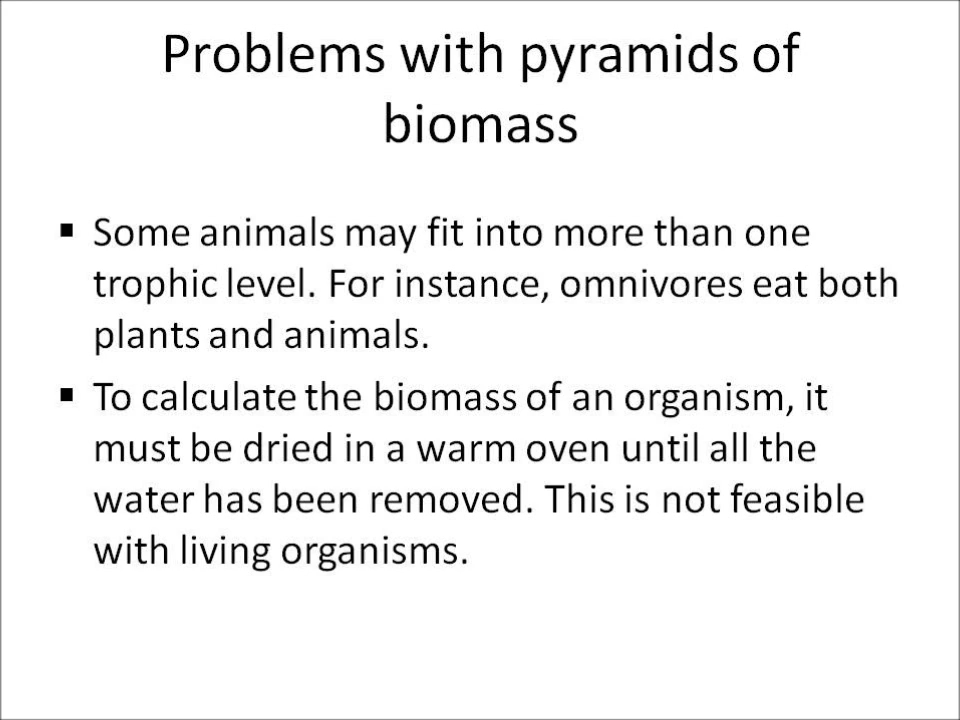 Problems with pyramids of
biomass
▪ Some animals may fit into more than one
trophic level. For instance, omnivores eat both
plants and animals.
▪ To calculate the biomass of an organism, it
must be dried in a warm oven until all the
water has been removed. This is not feasible
with living organisms.